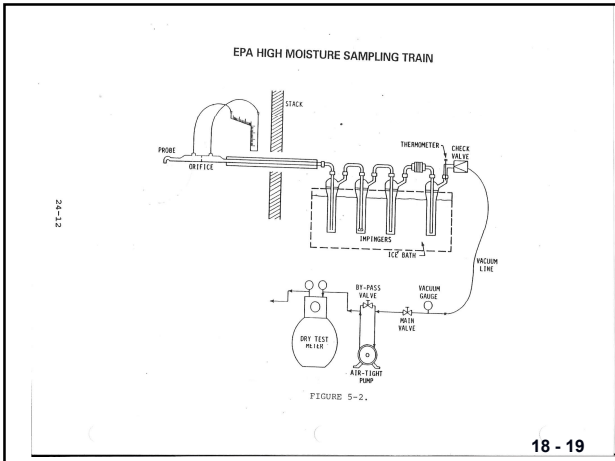 EPA HIGH MOISTURE SAMPLING TRAIN
STACK
THERMOMETER
CHECK
VALVE
PROBE
ORIFICE
24-12
IMPINGERS
ICE BATH
VACUUM
LINE
BY-PASS
VALVE
VACUUM
GAUGE
MAIN
VALVE
DRY TEST
METER
AIR-TIGHT
PUMP
FIGURE 5-2.
18 - 19